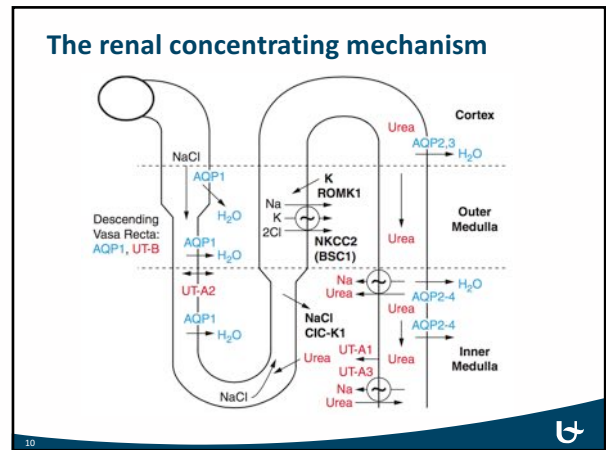 The renal concentrating mechanism
Cortex
Urea
AQP2,3
H2O
NaCl
AQP1
H2O
K
ROMK1
Na
K
2Cl
NKCC2
(BSC1)
Outer
Medulla
Urea
Descending
Vasa Recta:
AQP1, UT-B
AQP1
H2O
UT-A2
AQP1
H2O
NaCl
NaCl
ClC-K1
Urea
Na
Urea
H2O
AQP2-4
Urea
AQP2-4
H2O
UT-A1
Urea
UT-A3
Inner
Medulla
Na
Urea
10